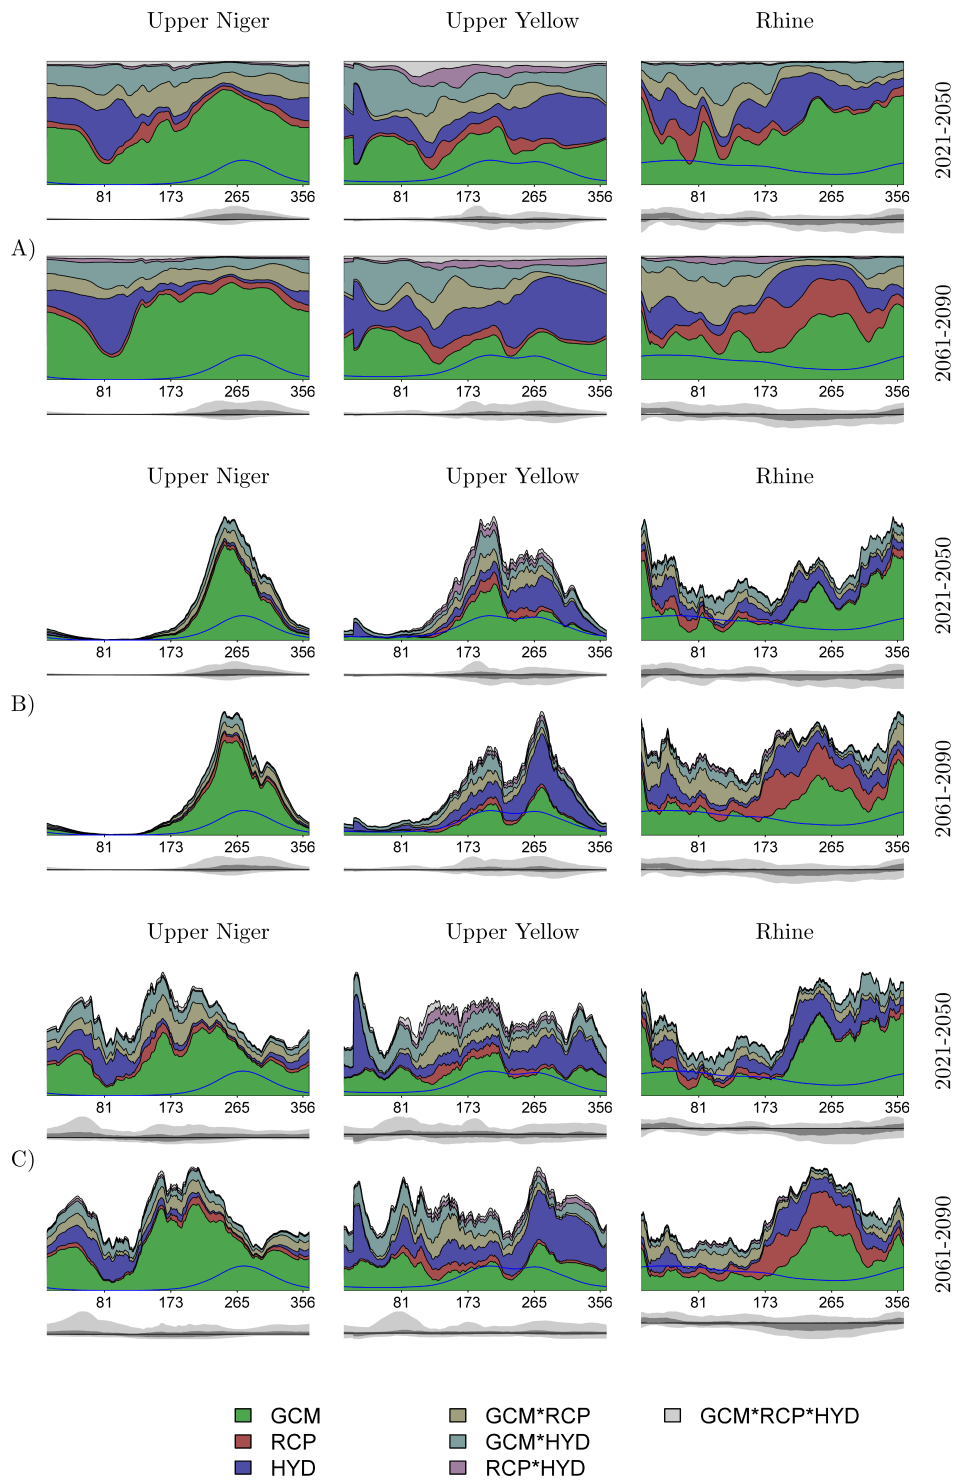 Upper Niger Upper Yellow Rhine
2021-2050
81 173 265 356 81 173 265 356 81 173 265 356
A)
2061-2090
81 173 265 356 81 173 265 356 81 173 265 356
Upper Niger Upper Yellow Rhine
2021-2050
81 173 265 356 81 173 265 356 81 173 265 356
B)
2061-2090
81 173 265 356 81 173 265 356 81 173 265 356
Upper Niger Upper Yellow Rhine
2021-2050
81 173 265 356 81 173 265 356 81 173 265 356
C)
2061-2090
81 173 265 356 81 173 265 356 81 173 265 356
GCM GCM*RCP GCM*RCP*HYD
RCP GCM*HYD
HYD RCP*HYD